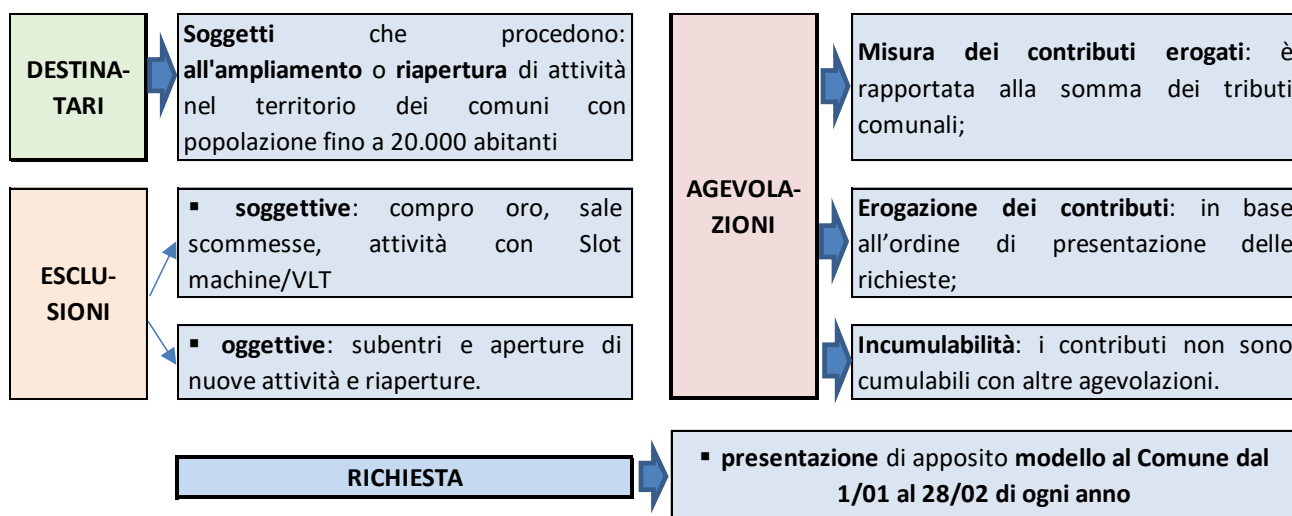 DESTINA-
TARI
Soggetti che procedono:
all'ampliamento o riapertura di attività
nel territorio dei comuni con
popolazione fino a 20.000 abitanti
ESCLU-
SIONI
▪ soggettive: compro oro, sale
scommesse, attività con Slot
machine/VLT
▪ oggettive: subentri e aperture di
nuove attività e riaperture.
AGEVOLA-
ZIONI
Misura dei contributi erogati: è
rapportata alla somma dei tributi
comunali;
Erogazione dei contributi: in base
all’ordine di presentazione delle
richieste;
Incumulabilità: i contributi non sono
cumulabili con altre agevolazioni.
RICHIESTA
▪ presentazione di apposito modello al Comune dal
1/01 al 28/02 di ogni anno